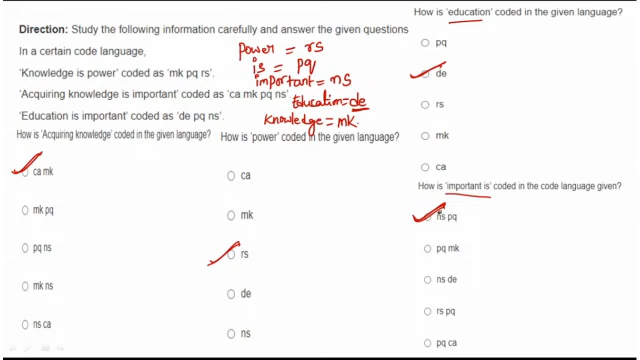 Direction: Study the following information carefully and answer the given questions
In a certain code language,
'Knowledge is power' coded as 'mk pq rs'.
'Acquiring knowledge is important' coded as 'ca mk pq ns'.
'Education is important' coded as 'de pq ns'.
power = rs
is = pq
important = ns
Education = de
knowledge = mk.
How is 'Acquiring knowledge' coded in the given language?
ca mk
mk pq
pq ns
mk ns
ns ca
How is 'power' coded in the given language?
ca
mk
rs
de
ns
How is 'education' coded in the given language?
pq
de
rs
mk
ca
How is 'important is' coded in the code language given?
ns pq
pq mk
ns de
rs pq
pq ca